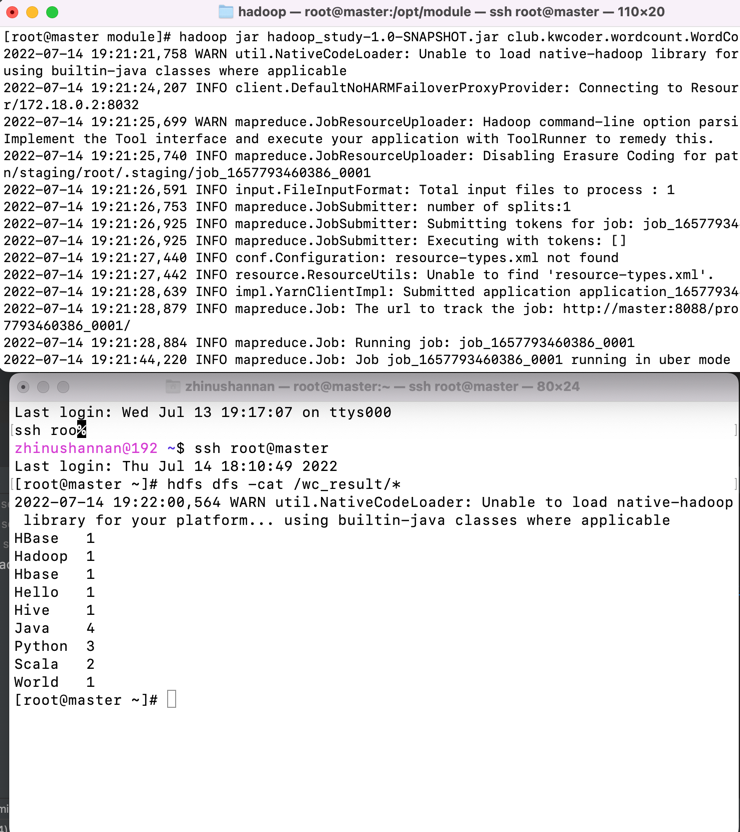 hadoop — root@master:/opt/module — ssh root@master — 110×20
[root@master module]# hadoop jar hadoop_study-1.0-SNAPSHOT.jar club.kwcoder.wordcount.WordCo
2022-07-14 19:21:21,758 WARN util.NativeCodeLoader: Unable to load native-hadoop library for
using builtin-java classes where applicable
2022-07-14 19:21:24,207 INFO client.DefaultNoHARMFailoverProxyProvider: Connecting to Resour
r/172.18.0.2:8032
2022-07-14 19:21:25,699 WARN mapreduce.JobResourceUploader: Hadoop command-line option parsi
Implement the Tool interface and execute your application with ToolRunner to remedy this.
2022-07-14 19:21:25,740 INFO mapreduce.JobResourceUploader: Disabling Erasure Coding for pat
n/staging/root/.staging/job_1657793460386_0001
2022-07-14 19:21:26,591 INFO input.FileInputFormat: Total input files to process : 1
2022-07-14 19:21:26,753 INFO mapreduce.JobSubmitter: number of splits:1
2022-07-14 19:21:26,925 INFO mapreduce.JobSubmitter: Submitting tokens for job: job_16577934
2022-07-14 19:21:26,925 INFO mapreduce.JobSubmitter: Executing with tokens: []
2022-07-14 19:21:27,440 INFO conf.Configuration: resource-types.xml not found
2022-07-14 19:21:27,442 INFO resource.ResourceUtils: Unable to find 'resource-types.xml'.
2022-07-14 19:21:28,639 INFO impl.YarnClientImpl: Submitted application application_16577934
2022-07-14 19:21:28,879 INFO mapreduce.Job: The url to track the job: http://master:8088/pro
7793460386_0001/
2022-07-14 19:21:28,884 INFO mapreduce.Job: Running job: job_1657793460386_0001
2022-07-14 19:21:44,220 INFO mapreduce.Job: Job job_1657793460386_0001 running in uber mode
zhinushannan — root@master:~ — ssh root@master — 80×24
Last login: Wed Jul 13 19:17:07 on ttys000
ssh roo%
zhinushannan@192 ~$ ssh root@master
Last login: Thu Jul 14 18:10:49 2022
[root@master ~]# hdfs dfs -cat /wc_result/*
2022-07-14 19:22:00,564 WARN util.NativeCodeLoader: Unable to load native-hadoop
library for your platform... using builtin-java classes where applicable
HBase 1
Hadoop 1
Hbase 1
Hello 1
Hive 1
Java 4
Python 3
Scala 2
World 1
[root@master ~]#